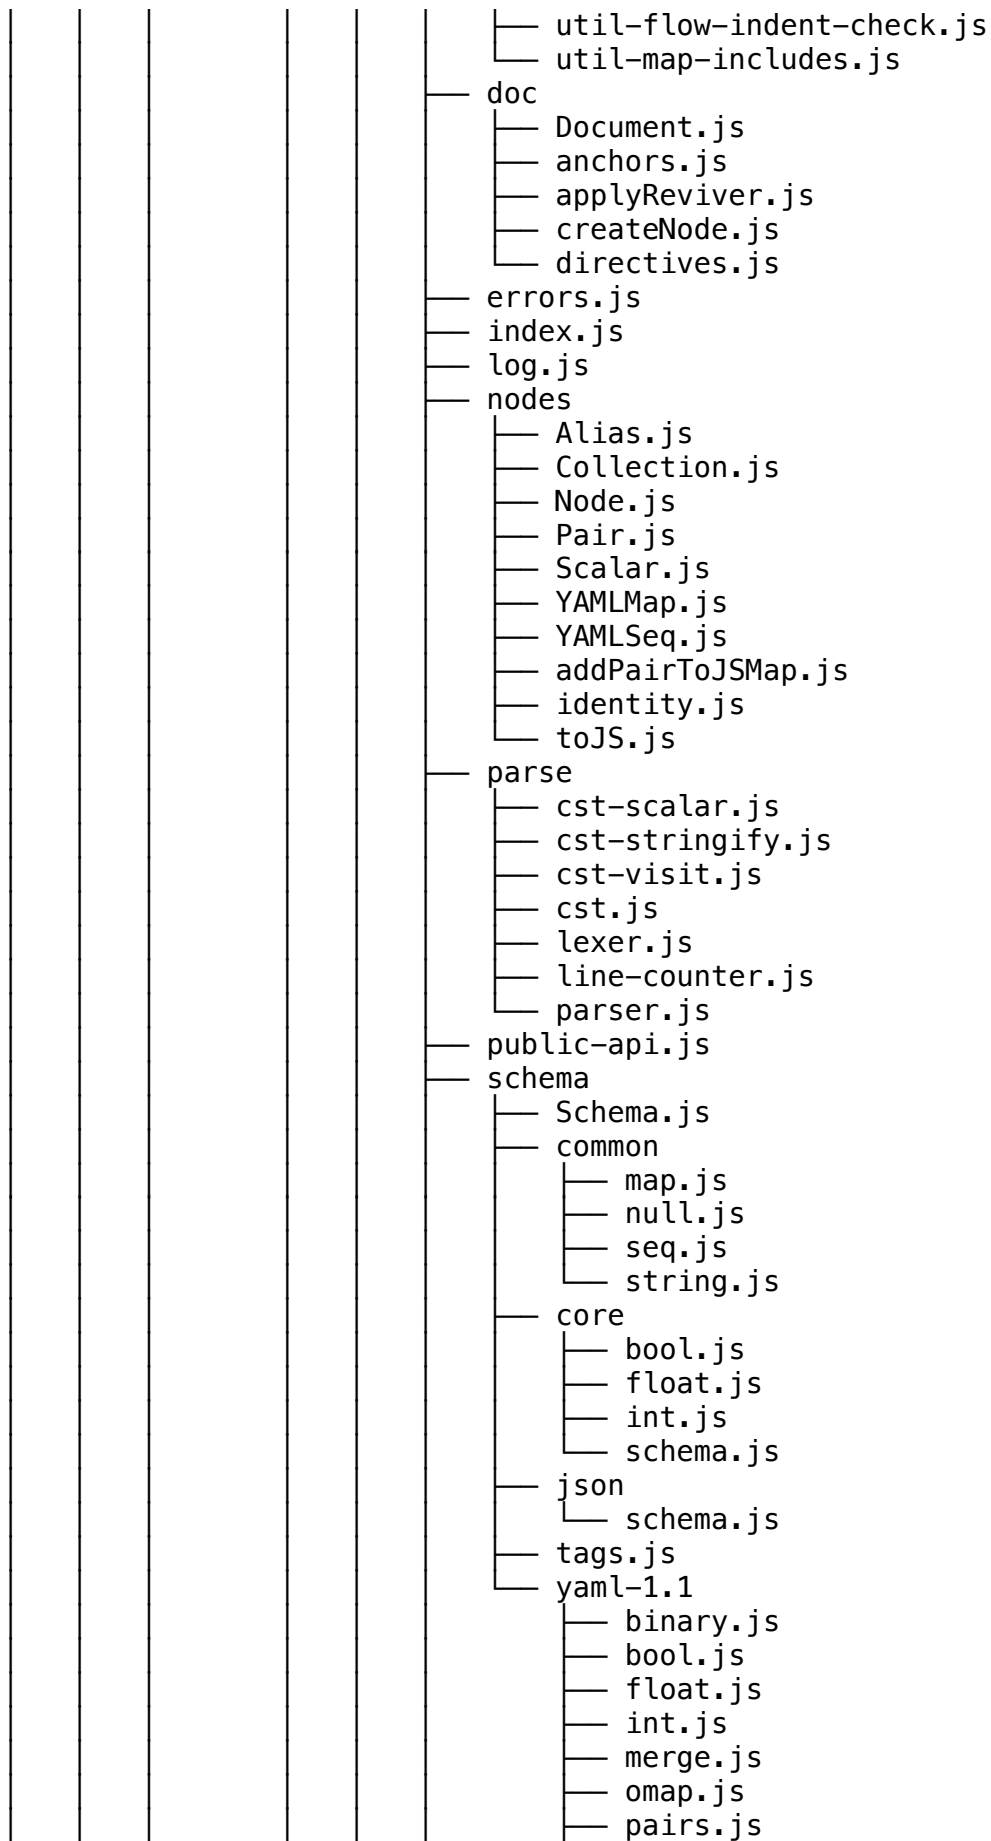 util-flow-indent-check.js
util-map-includes.js
doc
Document.js
anchors.js
applyReviver.js
createNode.js
directives.js
errors.js
index.js
log.js
nodes
Alias.js
Collection.js
Node.js
Pair.js
Scalar.js
YAMLMap.js
YAMLSeq.js
addPairToJSMap.js
identity.js
toJS.js
parse
cst-scalar.js
cst-stringify.js
cst-visit.js
cst.js
lexer.js
line-counter.js
parser.js
public-api.js
schema
Schema.js
common
map.js
null.js
seq.js
string.js
core
bool.js
float.js
int.js
schema.js
json
schema.js
tags.js
yaml-1.1
binary.js
bool.js
float.js
int.js
merge.js
omap.js
pairs.js